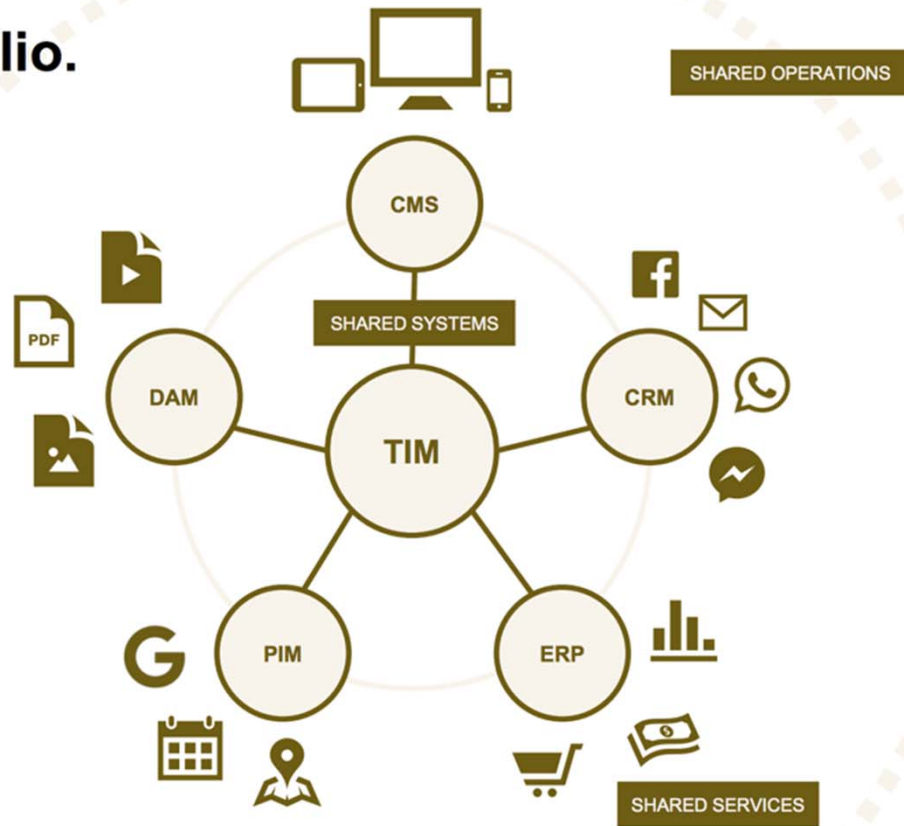 lio.
SHARED OPERATIONS
CMS
SHARED SYSTEMS
PDF
DAM
CRM
TIM
PIM
ERP
SHARED SERVICES